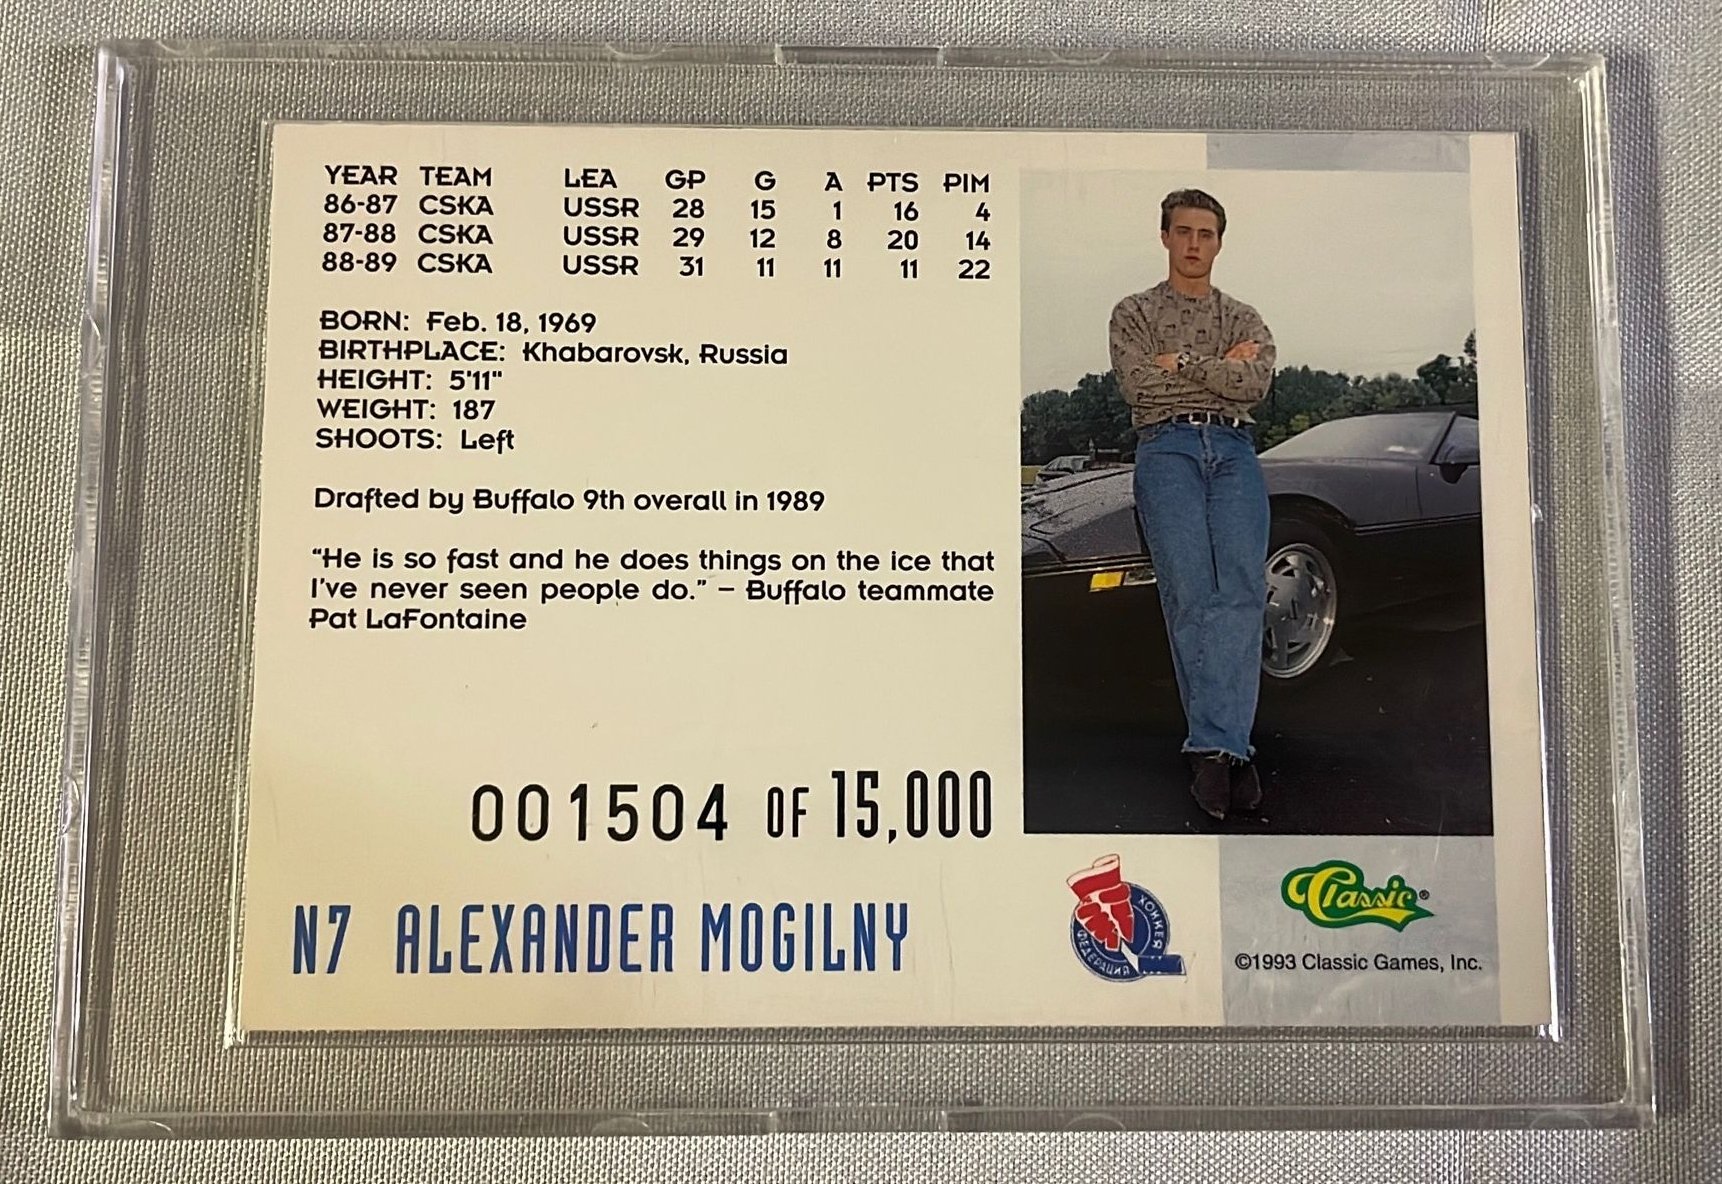 YEAR TEAM LEA GP G A PTS PIM
86-87 CSKA USSR 28 15 1 16 4
87-88 CSKA USSR 29 12 8 20 14
88-89 CSKA USSR 31 11 11 11 22
BORN: Feb. 18, 1969
BIRTHPLACE: Khabarovsk, Russia
HEIGHT: 5'11"
WEIGHT: 187
SHOOTS: Left
Drafted by Buffalo 9th overall in 1989
"He is so fast and he does things on the ice that
I've never seen people do." – Buffalo teammate
Pat LaFontaine
001504 OF 15,000
N7 ALEXANDER MOGILNY
ФЕДЕРАЦИЯ ХОККЕЯ
Classic®
©1993 Classic Games, Inc.